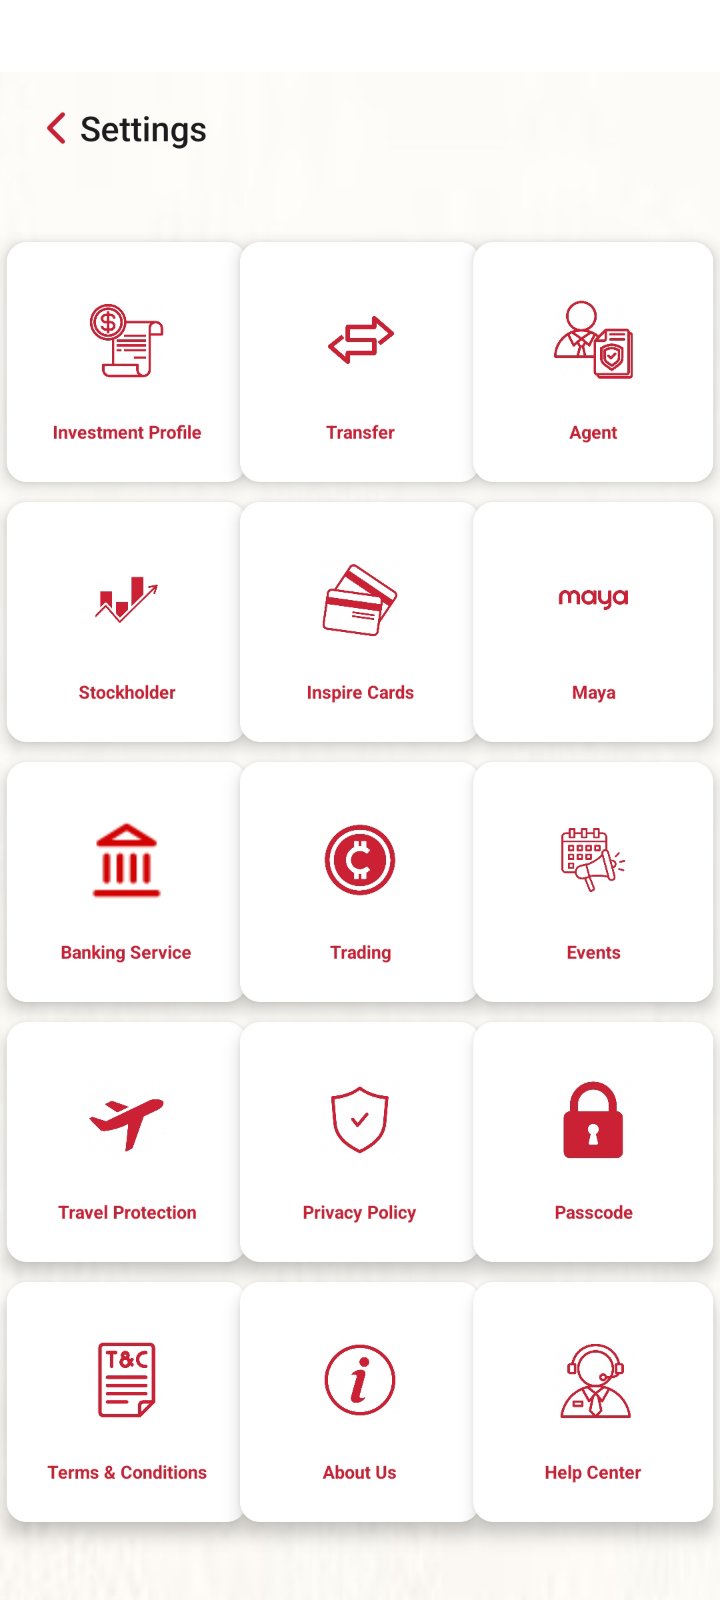 Settings
Investment Profile
Transfer
Agent
Stockholder
Inspire Cards
maya
Maya
Banking Service
Trading
Events
Travel Protection
Privacy Policy
Passcode
T&C
Terms & Conditions
i
About Us
Help Center